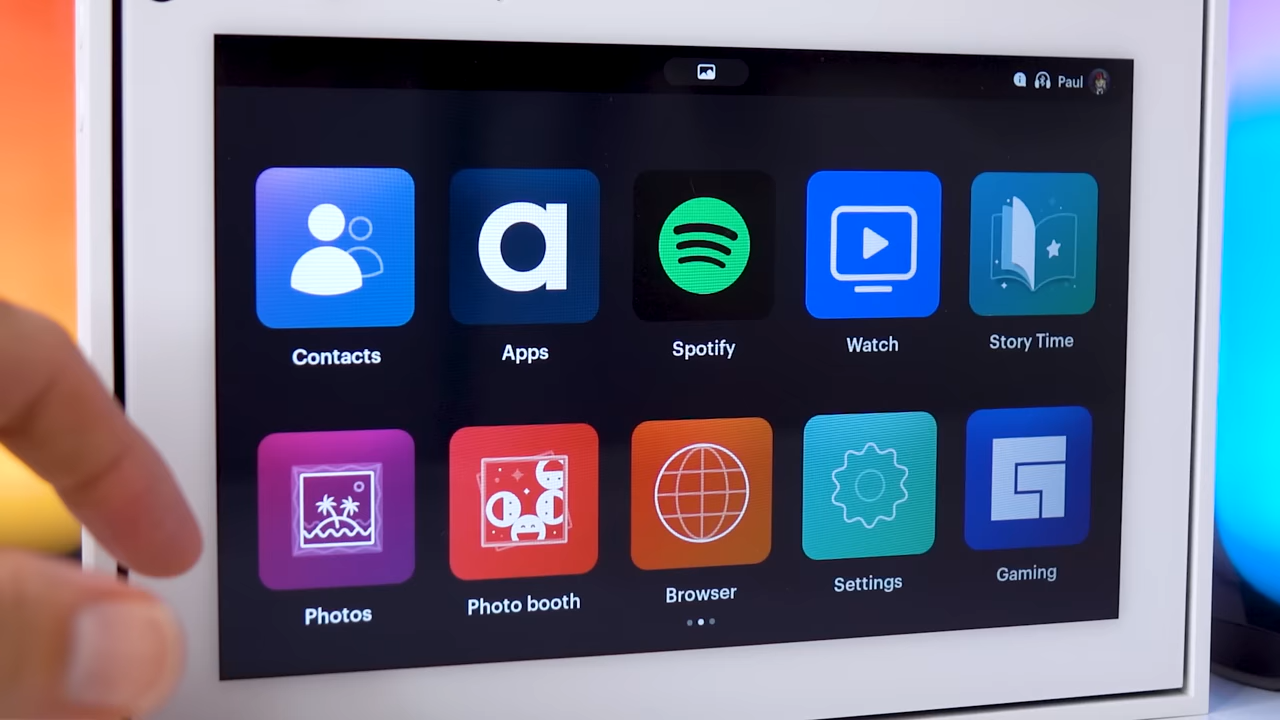 Paul
Contacts
a
Apps
Spotify
Watch
Story Time
Photos
Photo booth
Browser
Settings
Gaming